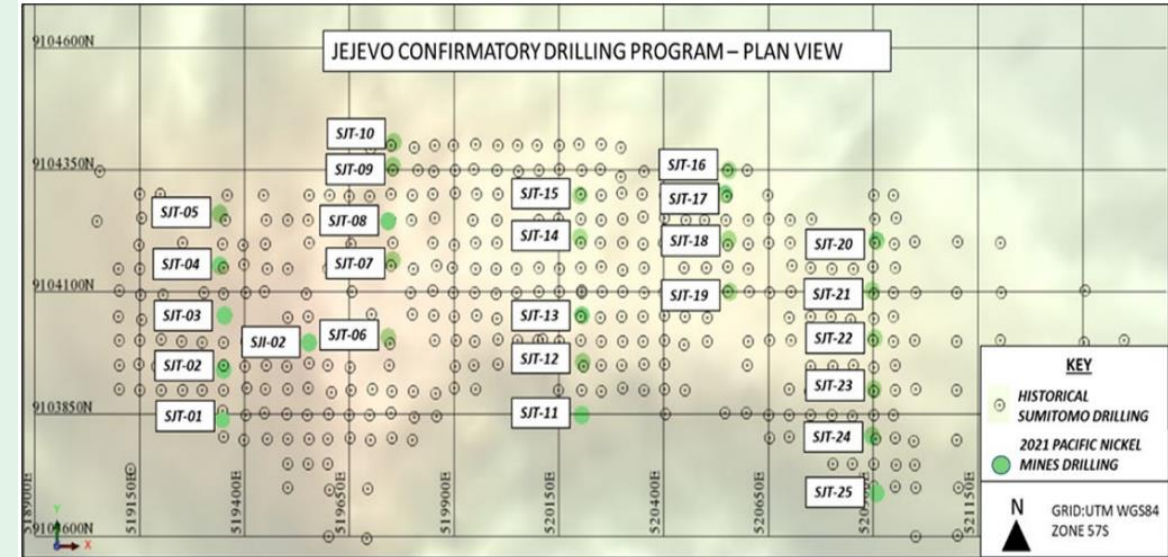 9104600N
JEJEVO CONFIRMATORY DRILLING PROGRAM – PLAN VIEW
SJT-10
9104350N
SJT-09
SJT-16
SJT-15
SJT-17
SJT-05
SJT-08
SJT-14
SJT-18
SJT-20
SJT-04
SJT-07
9104100N
SJT-19
SJT-21
SJT-03
SJT-13
SJI-02
SJT-06
SJT-22
SJT-02
SJT-12
SJT-23
9103850N
SJT-01
SJT-11
SJT-24
SJT-25
518900E
519150E
519400E
519650E
519900E
520150E
520400E
520650E
521150E
Y
X
KEY
HISTORICAL
SUMITOMO DRILLING
2021 PACIFIC NICKEL
MINES DRILLING
N
GRID:UTM WGS84
ZONE 57S